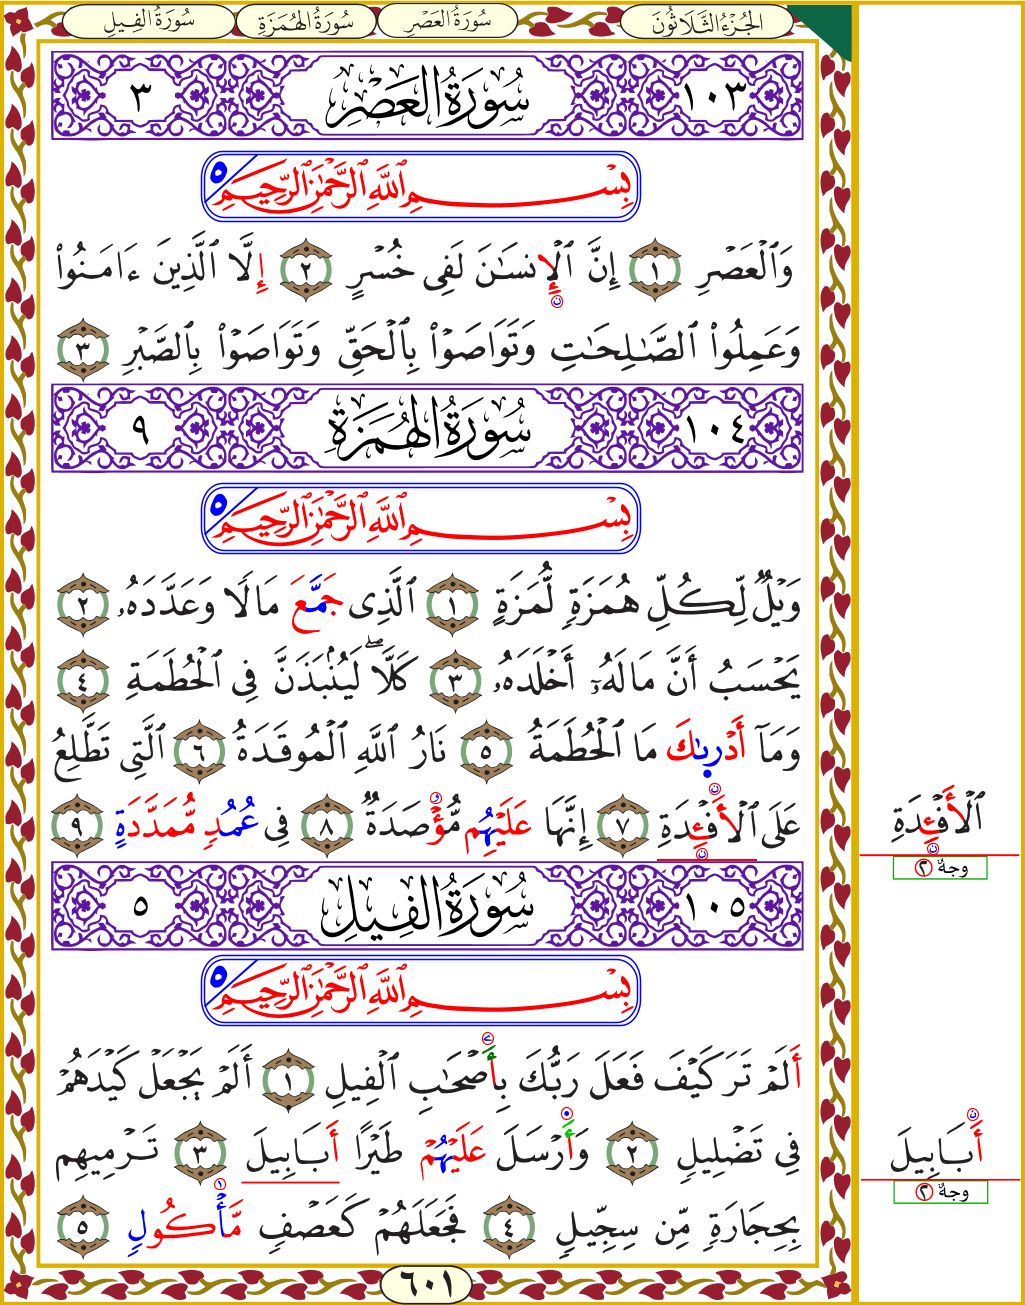 الجُزْءُ الثَّلَاثُونَ سُورَةُ العَصْرِ سُورَةُ الهُمَزَةِ سُورَةُ الفِيلِ
١٠٣ سُورَةُ العَصْرِ ٣
بِسْمِ ٱللَّهِ ٱلرَّحْمَٰنِ ٱلرَّحِيمِ ٥
وَٱلْعَصْرِ ١ إِنَّ ٱلْإِنسَٰنَ لَفِى خُسْرٍ ٢ إِلَّا ٱلَّذِينَ ءَامَنُوا۟
وَعَمِلُوا۟ ٱلصَّٰلِحَٰتِ وَتَوَاصَوْا۟ بِٱلْحَقِّ وَتَوَاصَوْا۟ بِٱلصَّبْرِ ٣
١٠٤ سُورَةُ الهُمَزَةِ ٩
بِسْمِ ٱللَّهِ ٱلرَّحْمَٰنِ ٱلرَّحِيمِ ٥
وَيْلٌ لِّكُلِّ هُمَزَةٍ لُّمَزَةٍ ١ ٱلَّذِى جَمَّعَ مَالًا وَعَدَّدَهُۥ ٢
يَحْسَبُ أَنَّ مَالَهُۥٓ أَخْلَدَهُۥ ٣ كَلَّا ۖ لَيُنۢبَذَنَّ فِى ٱلْحُطَمَةِ ٤
وَمَآ أَدْرىٰكَ مَا ٱلْحُطَمَةُ ٥ نَارُ ٱللَّهِ ٱلْمُوقَدَةُ ٦ ٱلَّتِى تَطَّلِعُ
عَلَى ٱلْأَفْـِٔدَةِ ٧ إِنَّهَا عَلَيْهُم مُّؤْصَدَةٌ ٨ فِى عُمُدٍ مُّمَدَّدَةٍ ٩
ٱلْأَفْـِٔدَةِ
وجهٌ ٢
١٠٥ سُورَةُ الفِيلِ ٥
بِسْمِ ٱللَّهِ ٱلرَّحْمَٰنِ ٱلرَّحِيمِ ٥
أَلَمْ تَرَ كَيْفَ فَعَلَ رَبُّكَ بِأَصْحَٰبِ ٱلْفِيلِ ١ أَلَمْ يَجْعَلْ كَيْدَهُمْ
فِى تَضْلِيلٍ ٢ وَأَرْسَلَ عَلَيْهُمْ طَيْرًا أَبَابِيلَ ٣ تَرْمِيهِم
أَبَابِيلَ
وجهٌ ٢
بِحِجَارَةٍ مِّن سِجِّيلٍ ٤ فَجَعَلَهُمْ كَعَصْفٍ مَّأْكُولٍ ٥
٦٠١